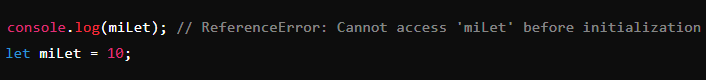 console.log(miLet); // ReferenceError: Cannot access 'miLet' before initialization
let miLet = 10;